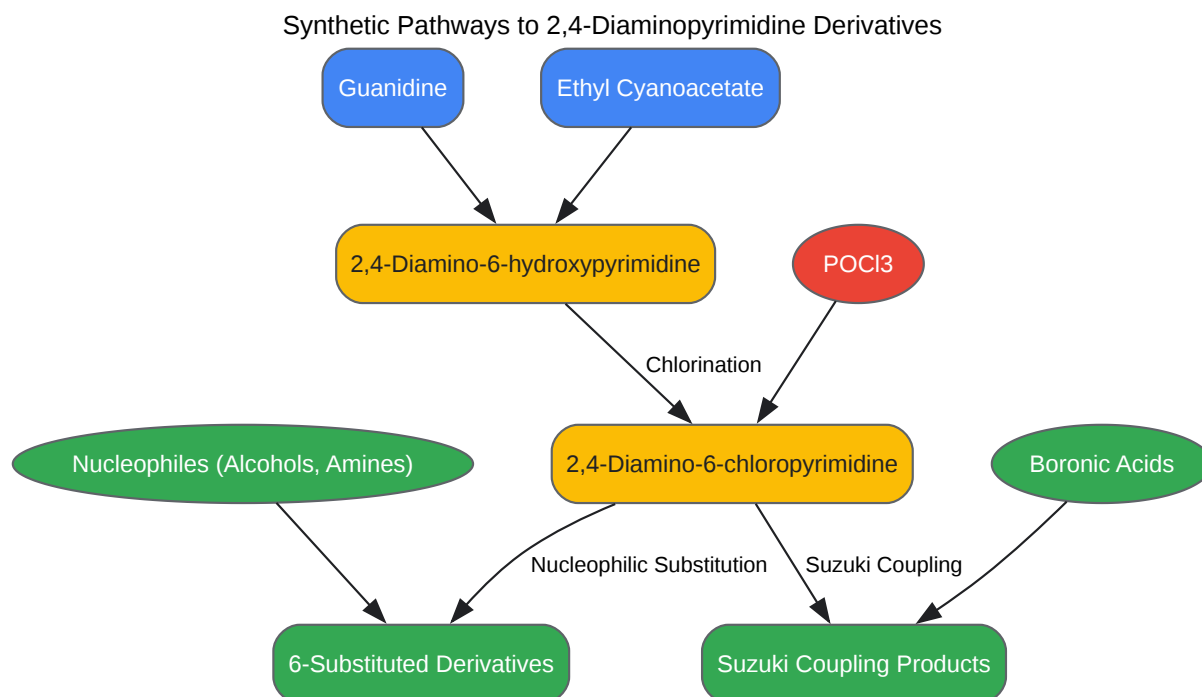 Synthetic Pathways to 2,4-Diaminopyrimidine Derivatives
Guanidine
Ethyl Cyanoacetate
2,4-Diamino-6-hydroxypyrimidine
POCl3
Chlorination
Nucleophiles (Alcohols, Amines)
2,4-Diamino-6-chloropyrimidine
Boronic Acids
Nucleophilic Substitution
Suzuki Coupling
6-Substituted Derivatives
Suzuki Coupling Products